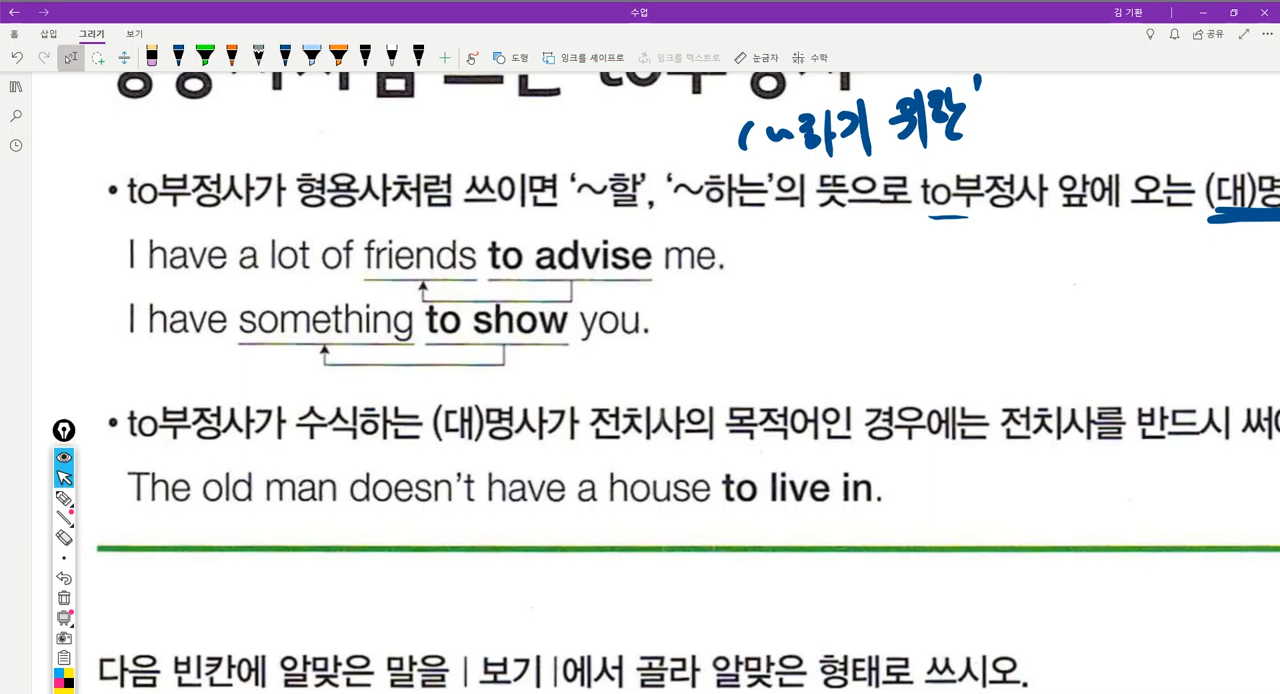 수업
김 기환
홈 삽입 그리기 보기
공유
도형 잉크를 셰이프로 잉크를 텍스트로 눈금자 수학
to부정사
~하기 위한
• to부정사가 형용사처럼 쓰이면 ‘~할’, ‘~하는’의 뜻으로 to부정사 앞에 오는 (대)명
I have a lot of friends to advise me.
I have something to show you.
• to부정사가 수식하는 (대)명사가 전치사의 목적어인 경우에는 전치사를 반드시 써야
The old man doesn’t have a house to live in.
다음 빈칸에 알맞은 말을 | 보기 |에서 골라 알맞은 형태로 쓰시오.